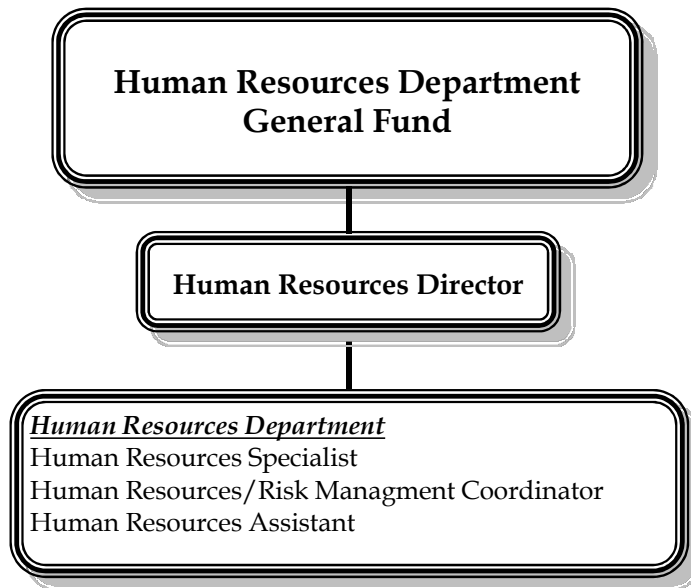 Human Resources Department
General Fund
Human Resources Director
Human Resources Department
Human Resources Specialist
Human Resources/Risk Managment Coordinator
Human Resources Assistant